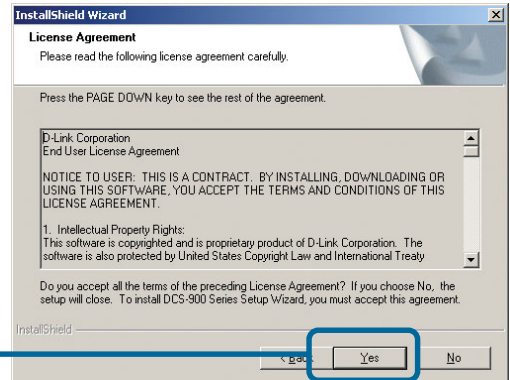 InstallShield Wizard
License Agreement
Please read the following license agreement carefully.
Press the PAGE DOWN key to see the rest of the agreement.
D-Link Corporation
End User License Agreement
NOTICE TO USER: THIS IS A CONTRACT. BY INSTALLING, DOWNLOADING OR
USING THIS SOFTWARE, YOU ACCEPT THE TERMS AND CONDITIONS OF THIS
LICENSE AGREEMENT.
1. Intellectual Property Rights:
This software is copyrighted and is proprietary product of D-Link Corporation. The
software is also protected by United States Copyright Law and International Treaty
Do you accept all the terms of the preceding License Agreement? If you choose No, the
setup will close. To install DCS-900 Series Setup Wizard, you must accept this agreement.
InstallShield
< Back Yes No